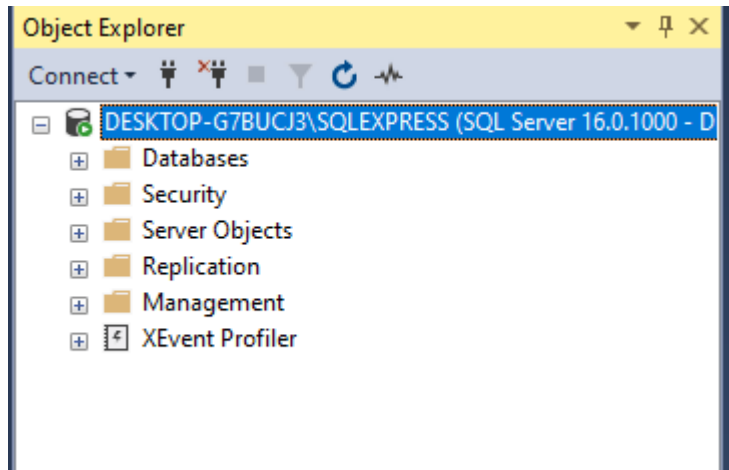 Object Explorer
Connect
DESKTOP-G7BUCJ3\SQLEXPRESS (SQL Server 16.0.1000 - D
Databases
Security
Server Objects
Replication
Management
XEvent Profiler